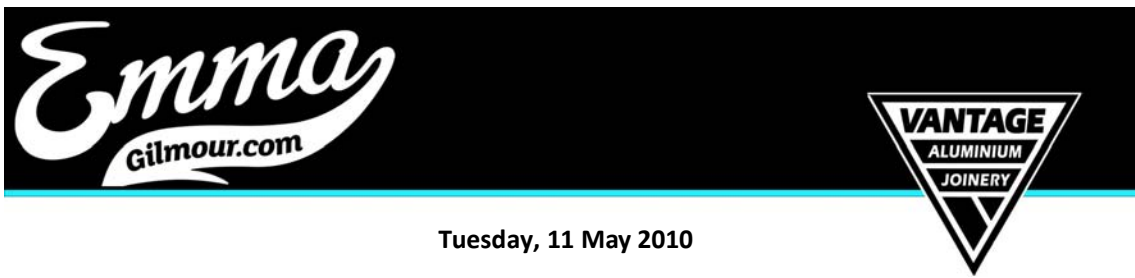 Emma
Gilmour.com
VANTAGE
ALUMINIUM
JOINERY
Tuesday, 11 May 2010